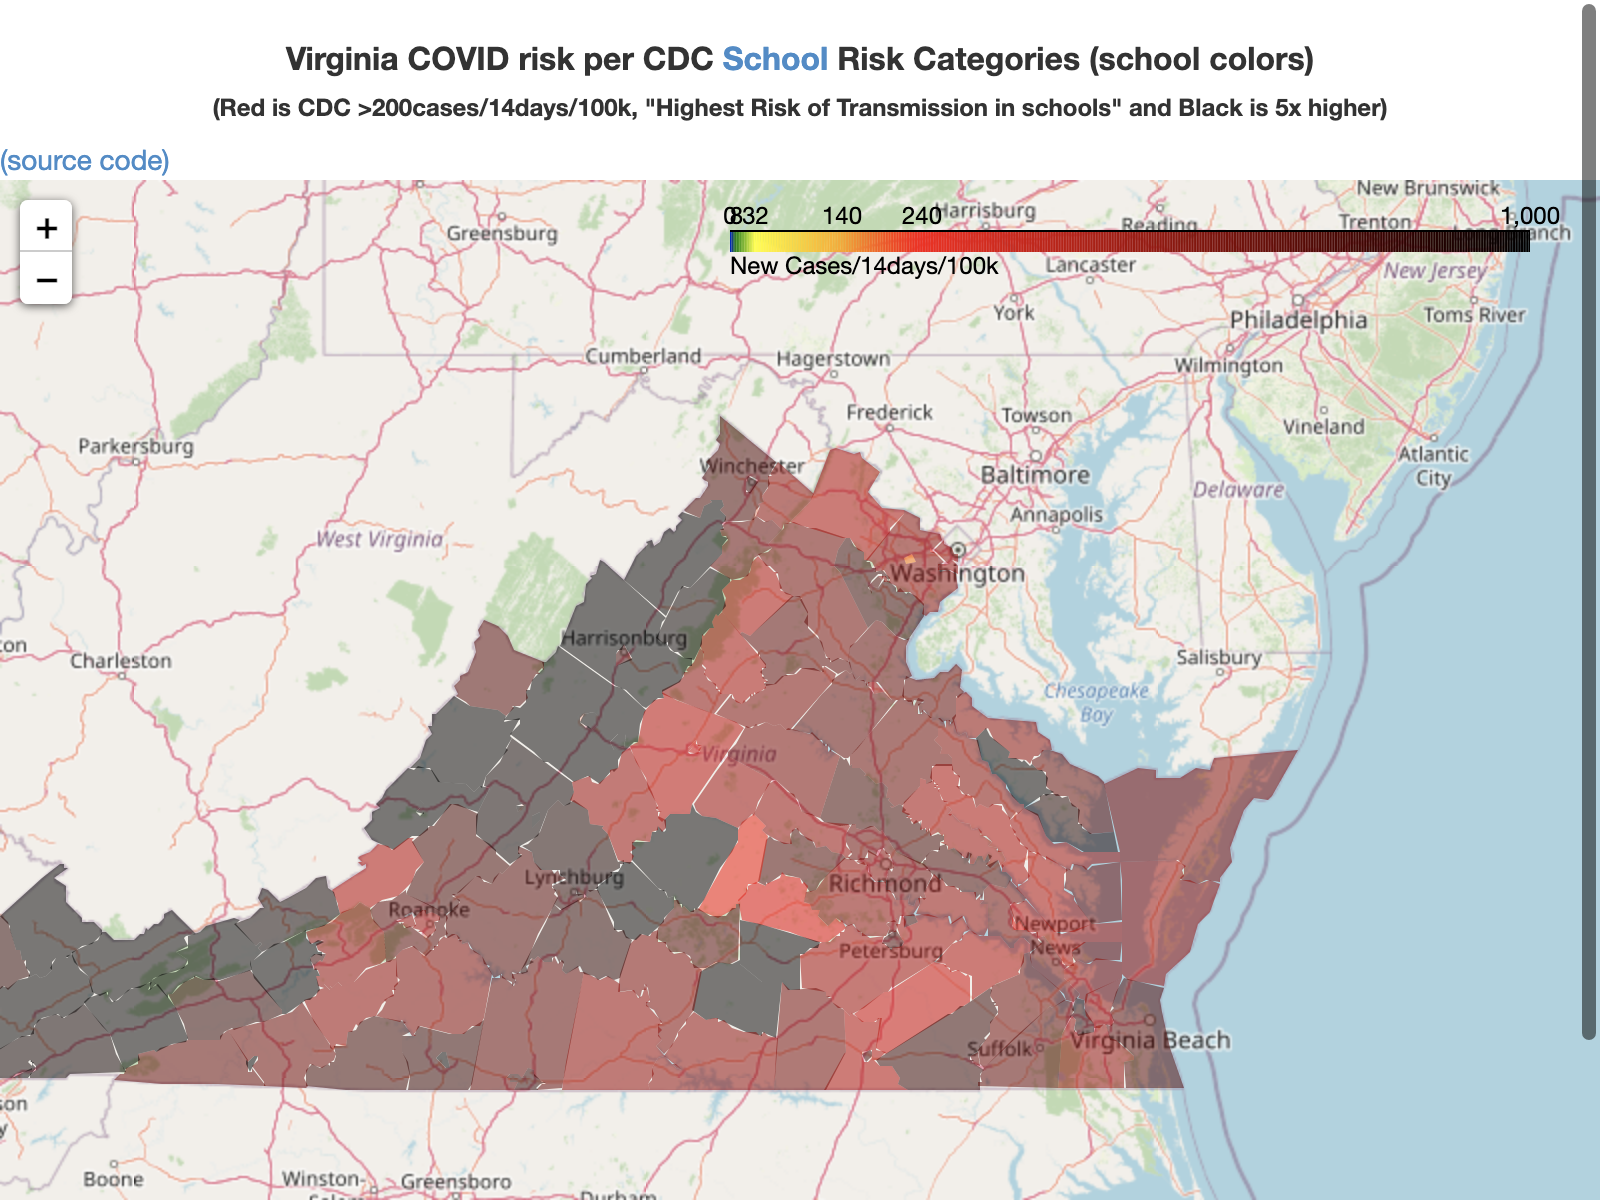 Virginia COVID risk per CDC School Risk Categories (school colors)
(Red is CDC >200cases/14days/100k, "Highest Risk of Transmission in schools" and Black is 5x higher)
(source code)
+
−
0 8 32 140 240 1,000
New Cases/14days/100k
New Brunswick
Greensburg
Harrisburg
Reading
Trenton
Long Branch
Lancaster
New Jersey
York
Philadelphia
Toms River
Cumberland
Hagerstown
Wilmington
Frederick
Towson
Vineland
Parkersburg
Winchester
Baltimore
Atlantic
City
Delaware
Annapolis
West Virginia
Washington
Harrisonburg
Charleston
Salisbury
Chesapeake
Bay
Virginia
Lynchburg
Richmond
Roanoke
Newport
News
Petersburg
Virginia Beach
Suffolk
son
y
Boone
Winston-
Greensboro
Durham